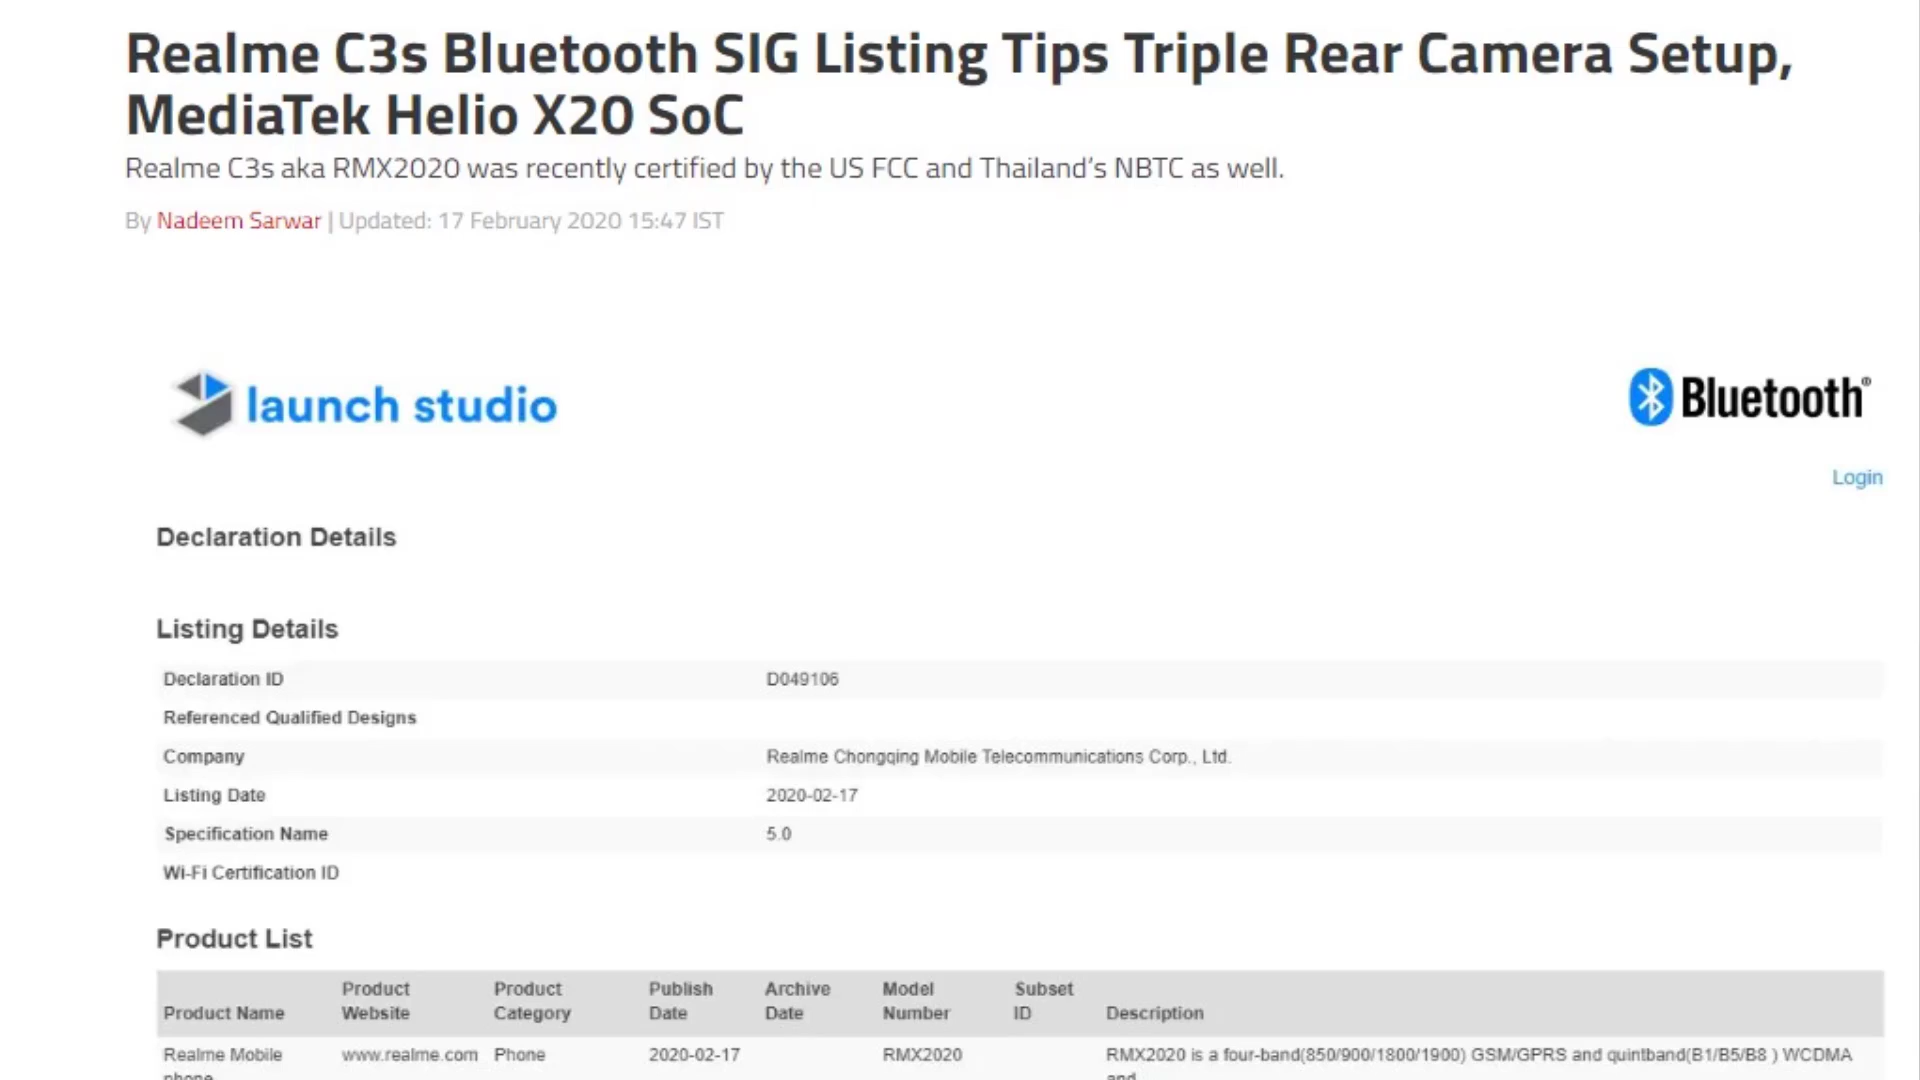 Realme C3s Bluetooth SIG Listing Tips Triple Rear Camera Setup,
MediaTek Helio X20 SoC
Realme C3s aka RMX2020 was recently certified by the US FCC and Thailand's NBTC as well.
By Nadeem Sarwar | Updated: 17 February 2020 15:47 IST
launch studio
Bluetooth®
Login
Declaration Details
Listing Details
Declaration ID D049106
Referenced Qualified Designs
Company Realme Chongqing Mobile Telecommunications Corp., Ltd.
Listing Date 2020-02-17
Specification Name 5.0
Wi-Fi Certification ID
Product List
Product Name Product Website Product Category Publish Date Archive Date Model Number Subset ID Description
Realme Mobile phone www.realme.com Phone 2020-02-17 RMX2020 RMX2020 is a four-band(850/900/1800/1900) GSM/GPRS and quintband(B1/B5/B8 ) WCDMA and